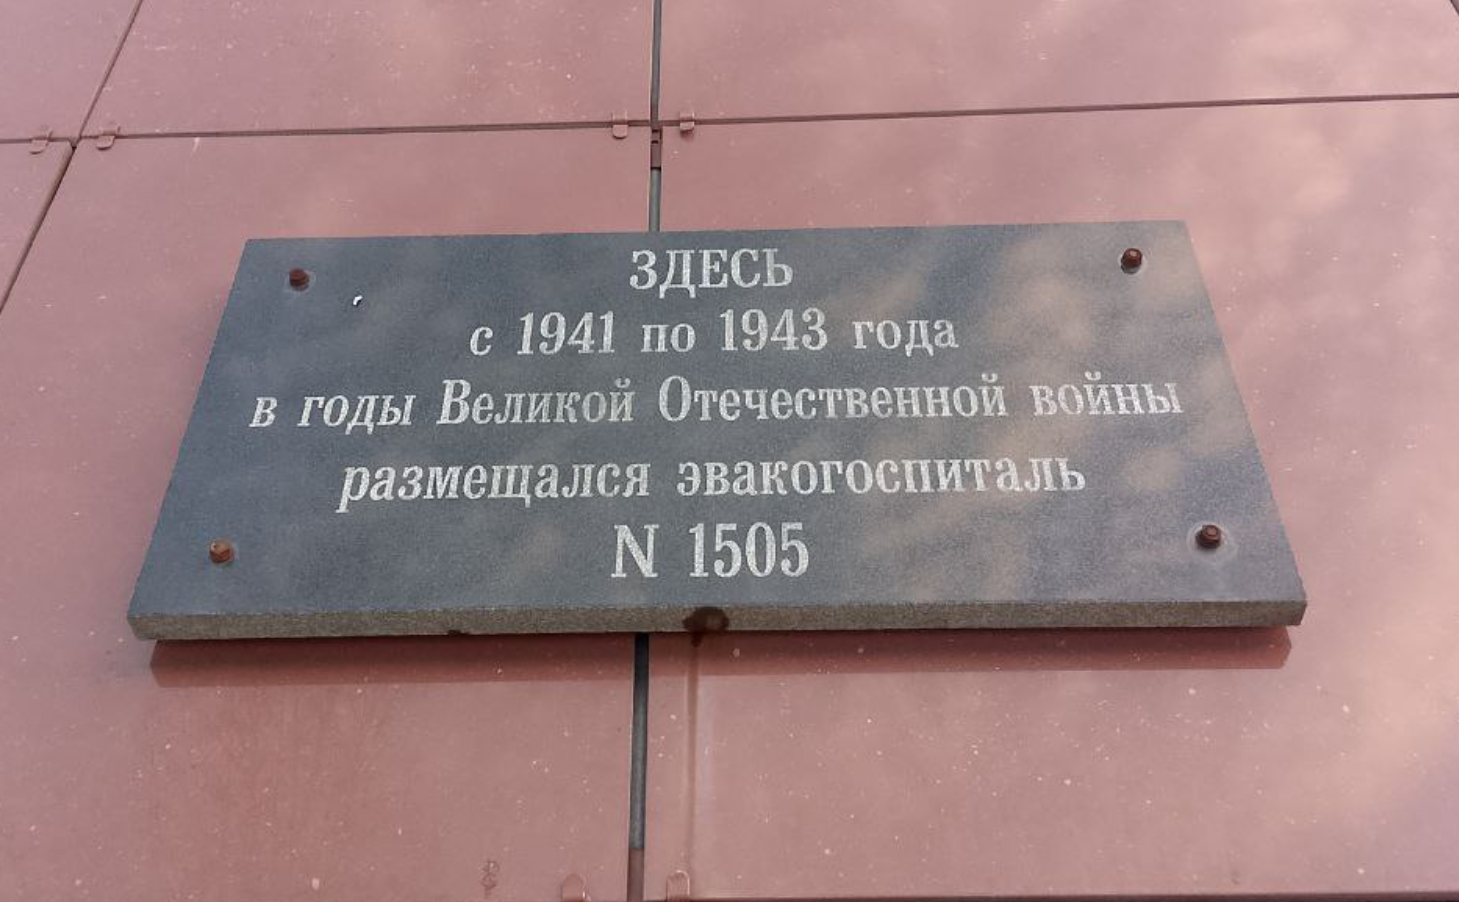 ЗДЕСЬ
с 1941 по 1943 года
в годы Великой Отечественной войны
размещался эвакогоспиталь
N 1505